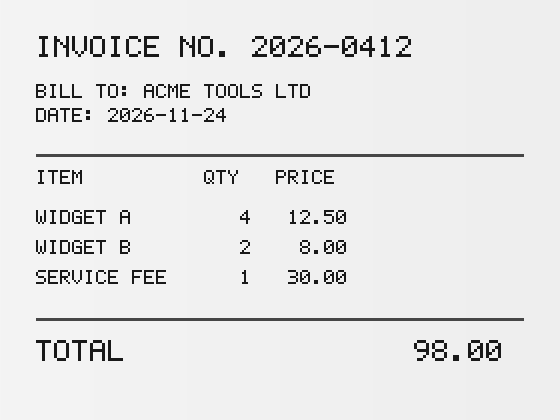 INVOICE NO. 2026-0412
BILL TO: ACME TOOLS LTD
DATE: 2026-11-24
ITEM QTY PRICE
WIDGET A 4 12.50
WIDGET B 2 8.00
SERVICE FEE 1 30.00
TOTAL 98.00